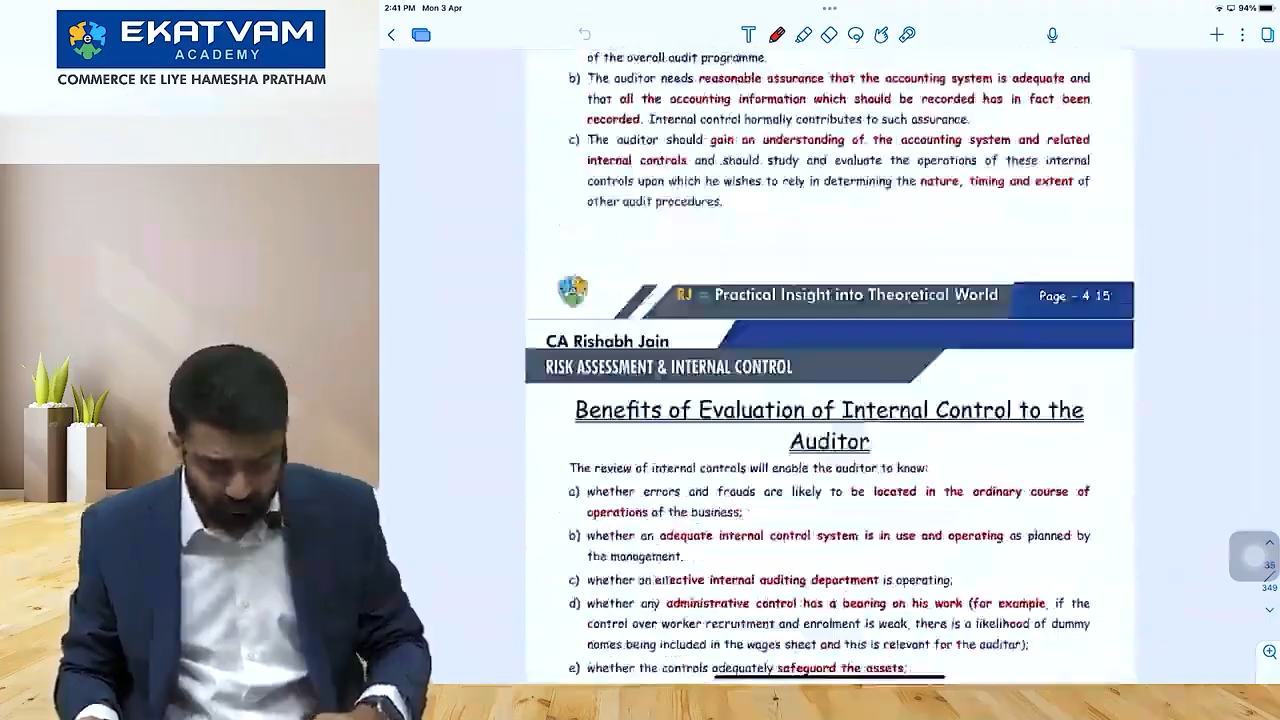 2:41 PM Mon 3 Apr
94%
EKATVAM
ACADEMY
COMMERCE KE LIYE HAMESHA PRATHAM
of the overall audit programme.
b) The auditor needs reasonable assurance that the accounting system is adequate and
that all the accounting information which should be recorded has in fact been
recorded. Internal control normally contributes to such assurance.
c) The auditor should gain an understanding of the accounting system and related
internal controls and should study and evaluate the operations of these internal
controls upon which he wishes to rely in determining the nature, timing and extent of
other audit procedures.
RJ = Practical Insight into Theoretical World
Page - 4.15
CA Rishabh Jain
RISK ASSESSMENT & INTERNAL CONTROL
Benefits of Evaluation of Internal Control to the
Auditor
The review of internal controls will enable the auditor to know:
a) whether errors and frauds are likely to be located in the ordinary course of
operations of the business;
b) whether an adequate internal control system is in use and operating as planned by
the management.
c) whether an effective internal auditing department is operating;
d) whether any administrative control has a bearing on his work (for example, if the
control over worker recruitment and enrolment is weak, there is a likelihood of dummy
names being included in the wages sheet and this is relevant for the auditor);
e) whether the controls adequately safeguard the assets;
35
349